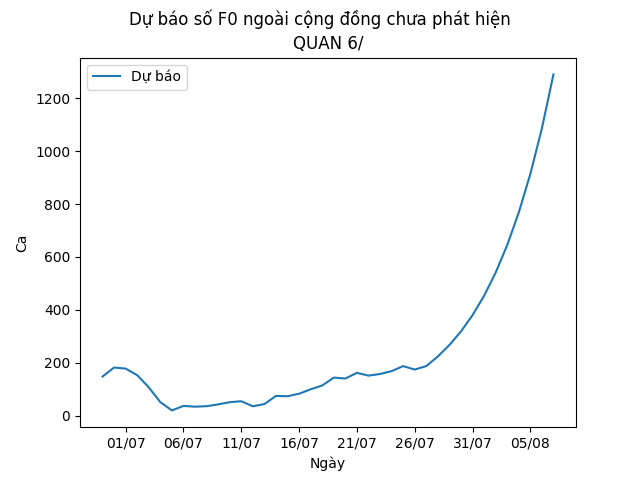 Dự báo số F0 ngoài cộng đồng chưa phát hiện
QUAN 6/
Dự báo
1200
1000
800
600
400
200
0
Ca
01/07 06/07 11/07 16/07 21/07 26/07 31/07 05/08
Ngày